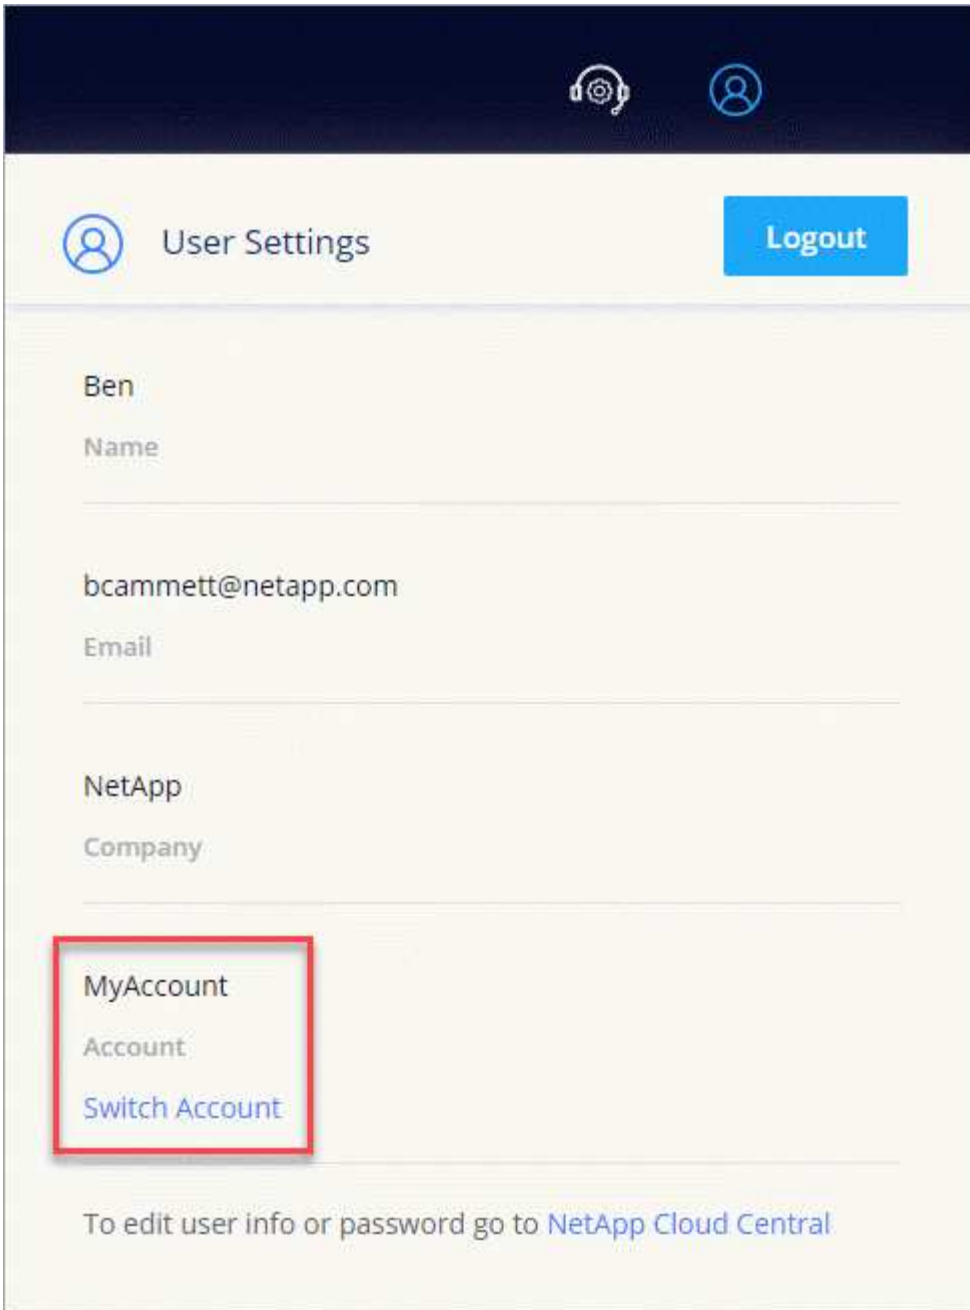 User Settings
Logout
Ben
Name
bcammett@netapp.com
Email
NetApp
Company
MyAccount
Account
Switch Account
To edit user info or password go to NetApp Cloud Central